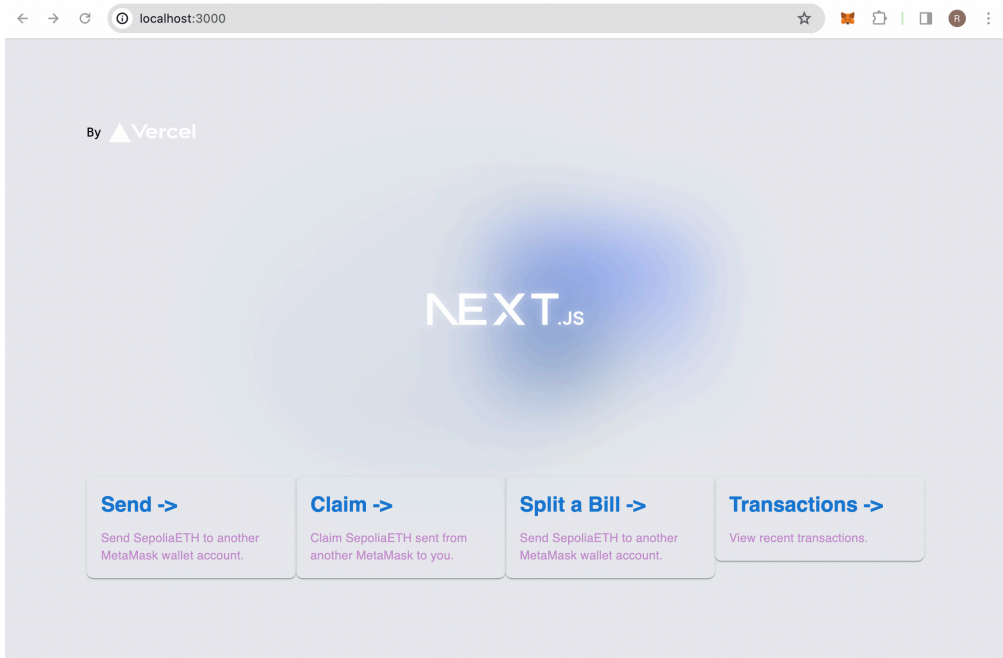 localhost:3000
R
By Vercel
NEXT.JS
Send ->
Send SepoliaETH to another
MetaMask wallet account.
Claim ->
Claim SepoliaETH sent from
another MetaMask to you.
Split a Bill ->
Send SepoliaETH to another
MetaMask wallet account.
Transactions ->
View recent transactions.